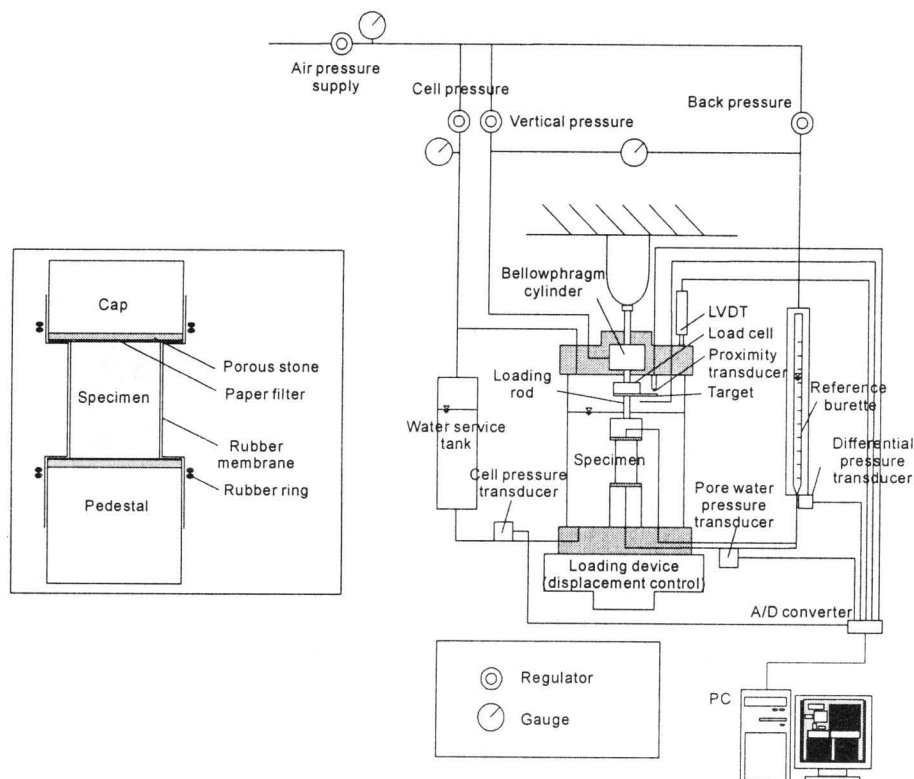 Air pressure
supply
Cell pressure
Vertical pressure
Back pressure
Bellowphragm
cylinder
LVDT
Load cell
Proximity
transducer
Target
Loading
rod
Reference
burette
Water service
tank
Specimen
Differential
pressure
transducer
Cell pressure
transducer
Pore water
pressure
transducer
Loading device
(displacement control)
A/D converter
PC
Cap
Porous stone
Paper filter
Specimen
Rubber
membrane
Rubber ring
Pedestal
Regulator
Gauge